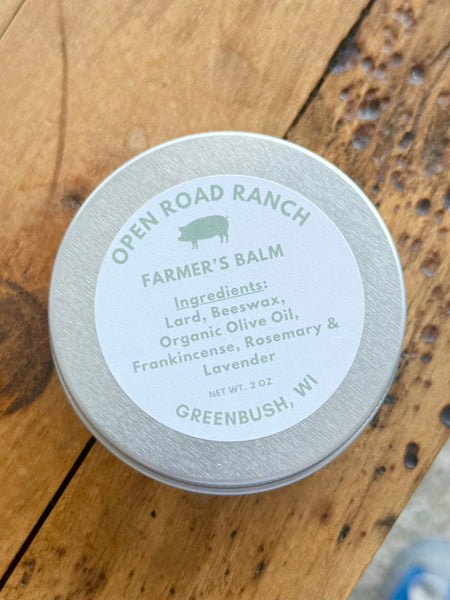 OPEN ROAD RANCH
FARMER'S BALM
Ingredients:
Lard, Beeswax,
Organic Olive Oil,
Frankincense, Rosemary &
Lavender
NET WT. 2 OZ
GREENBUSH, WI